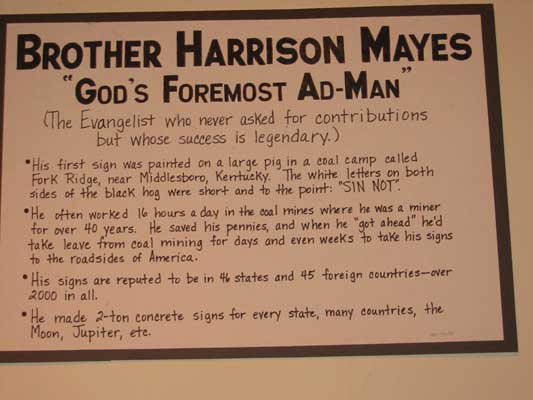 BROTHER HARRISON MAYES
"GOD'S FOREMOST AD-MAN"
(The Evangelist who never asked for contributions
but whose success is legendary.)
• His first sign was painted on a large pig in a coal camp called
Fork Ridge, near Middlesboro, Kentucky. The white letters on both
sides of the black hog were short and to the point: "SIN NOT".
• He often worked 16 hours a day in the coal mines where he was a miner
for over 40 years. He saved his pennies, and when he "got ahead" he'd
take leave from coal mining for days and even weeks to take his signs
to the roadsides of America.
• His signs are reputed to be in 46 states and 45 foreign countries—over
2000 in all.
• He made 2-ton concrete signs for every state, many countries, the
Moon, Jupiter, etc.